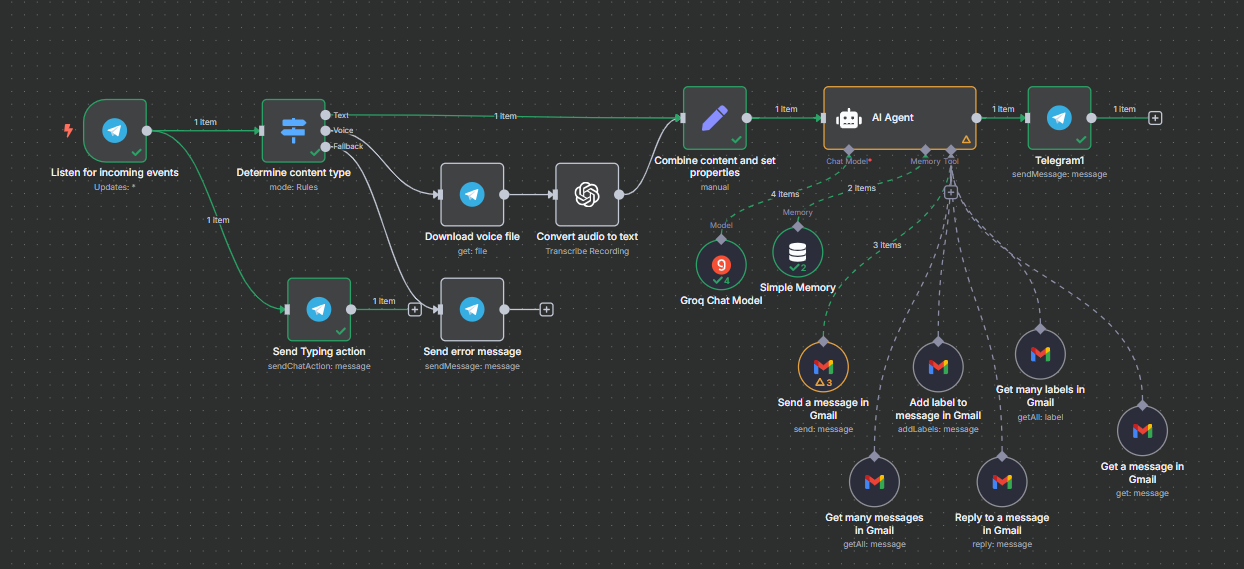 1 Item
Text
Voice
Fallback
1 Item
1 Item
AI Agent
1 Item
1 Item
Listen for incoming events
Updates: *
Determine content type
mode: Rules
Combine content and set
properties
manual
Chat Model*
Memory
Tool
Telegram1
sendMessage: message
1 Item
Download voice file
get: file
Convert audio to text
Transcribe Recording
4 Items
2 Items
Model
Memory
3 Items
4
Groq Chat Model
2
Simple Memory
1 Item
Send Typing action
sendChatAction: message
Send error message
sendMessage: message
3
Send a message in
Gmail
send: message
Add label to
message in Gmail
addLabels: message
Get many labels in
Gmail
getAll: label
Get a message in
Gmail
get: message
Get many messages
in Gmail
getAll: message
Reply to a message
in Gmail
reply: message